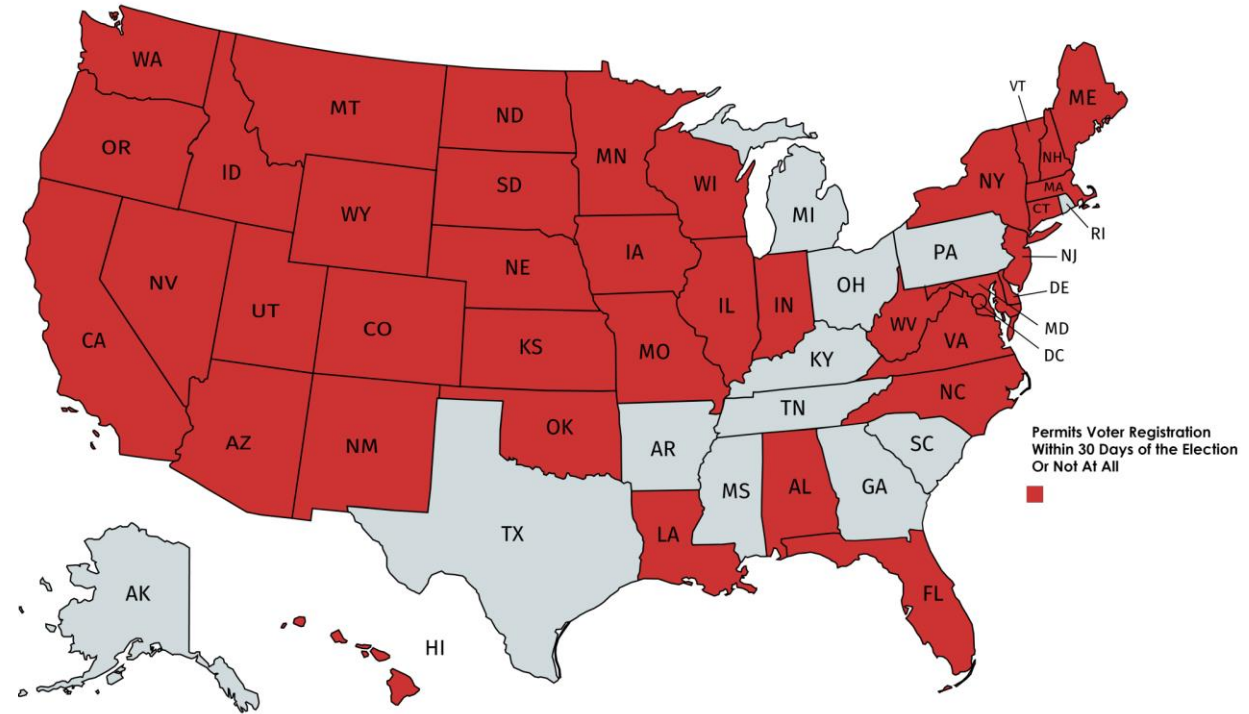 WA
MT
ND
MN
OR
ID
SD
WI
WY
MI
VT
ME
NH
NY
MA
CT
RI
NV
UT
NE
IA
PA
NJ
CA
CO
KS
MO
IL
IN
OH
DE
WV
VA
MD
DC
KY
AZ
NM
OK
AR
TN
NC
SC
MS
AL
GA
TX
LA
FL
AK
HI
Permits Voter Registration
Within 30 Days of the Election
Or Not At All